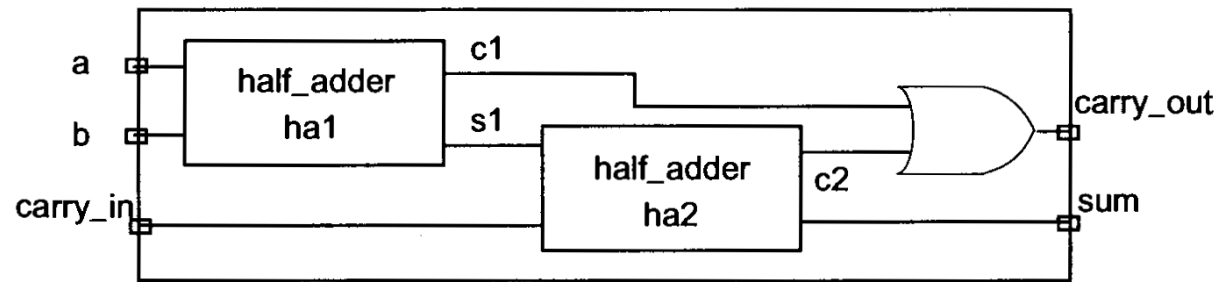 a
b
carry_in
half_adder
ha1
c1
s1
half_adder
ha2
c2
carry_out
sum